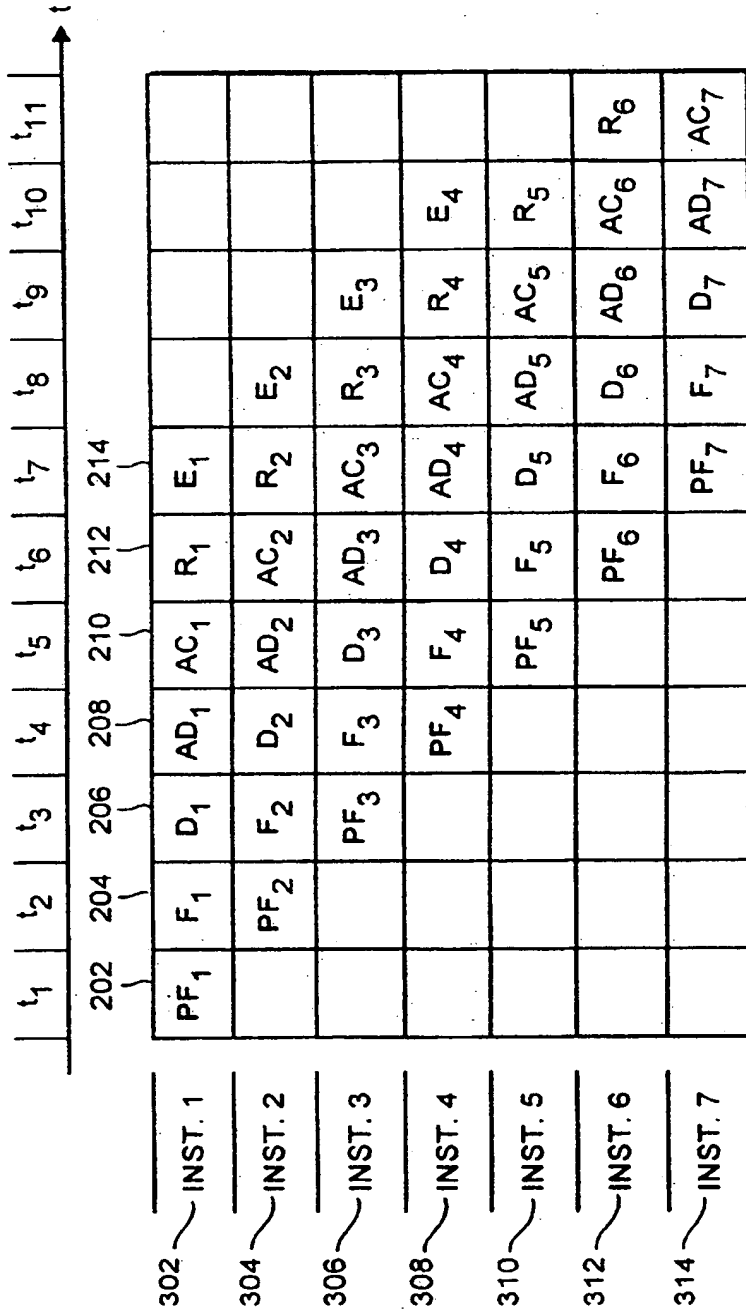 t₁ t₂ t₃ t₄ t₅ t₆ t₇ t₈ t₉ t₁₀ t₁₁ t
202 204 206 208 210 212 214
302 INST. 1 PF₁ F₁ D₁ AD₁ AC₁ R₁ E₁
304 INST. 2 PF₂ F₂ D₂ AD₂ AC₂ R₂ E₂
306 INST. 3 PF₃ F₃ D₃ AD₃ AC₃ R₃ E₃
308 INST. 4 PF₄ F₄ D₄ AD₄ AC₄ R₄ E₄
310 INST. 5 PF₅ F₅ D₅ AD₅ AC₅ R₅
312 INST. 6 PF₆ F₆ D₆ AD₆ AC₆ R₆
314 INST. 7 PF₇ F₇ D₇ AD₇ AC₇